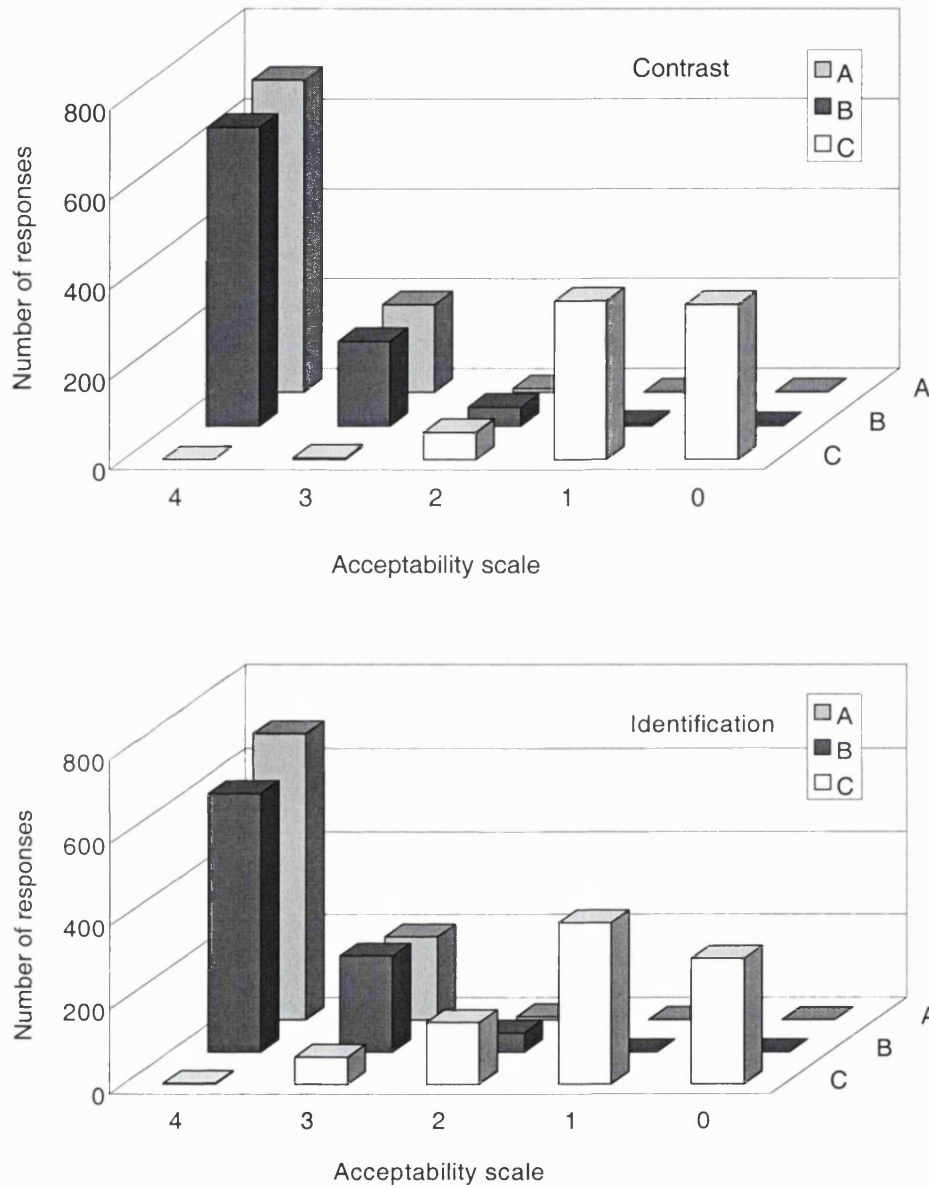 Contrast
A
B
C
Number of responses
800
600
400
200
0
4 3 2 1 0
A
B
C
Acceptability scale
Identification
A
B
C
Number of responses
800
600
400
200
0
4 3 2 1 0
A
B
C
Acceptability scale